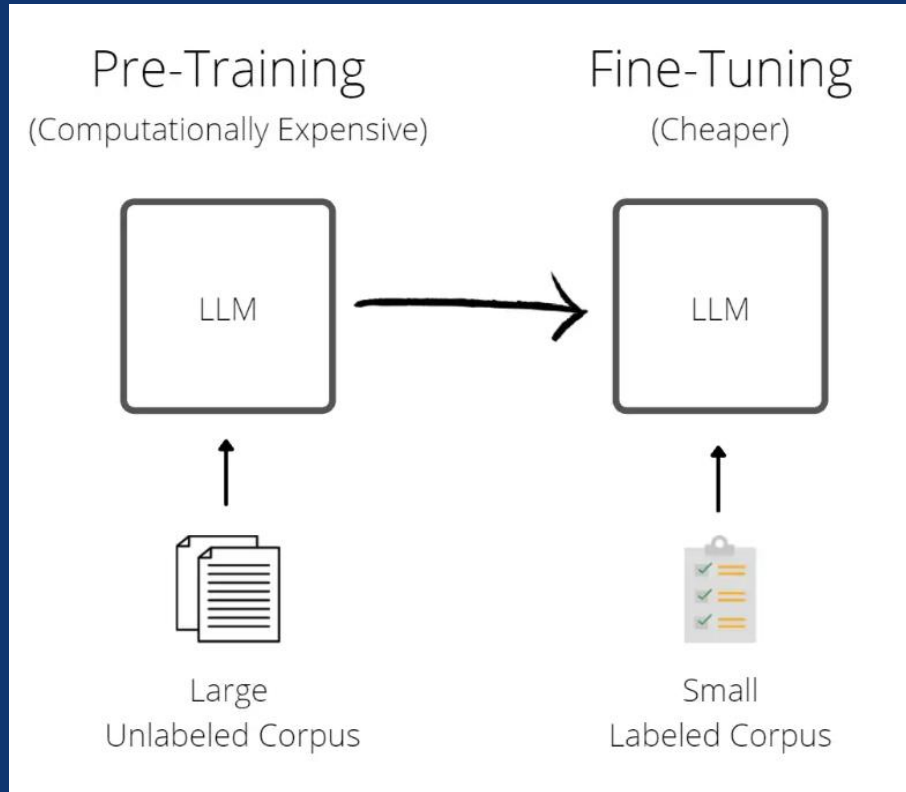 Pre-Training
(Computationally Expensive)
LLM
Large
Unlabeled Corpus
Fine-Tuning
(Cheaper)
LLM
Small
Labeled Corpus